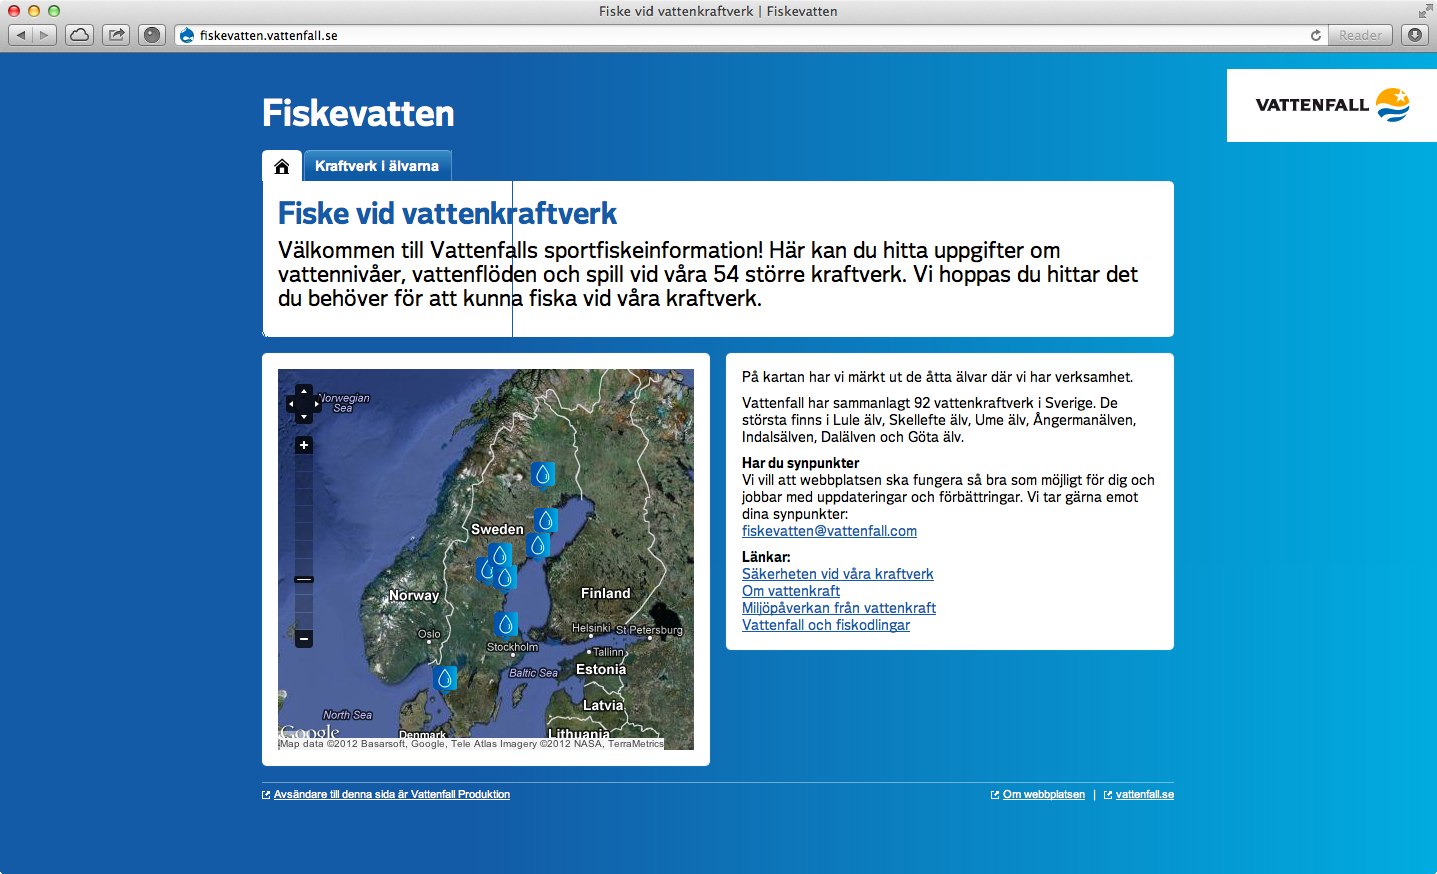 Fiske vid vattenkraftverk | Fiskevatten
fiskevatten.vattenfall.se
Reader
Fiskevatten
VATTENFALL
Kraftverk i älvarna
Fiske vid vattenkraftverk
Välkommen till Vattenfalls sportfiskeinformation! Här kan du hitta uppgifter om
vattennivåer, vattenflöden och spill vid våra 54 större kraftverk. Vi hoppas du hittar det
du behöver för att kunna fiska vid våra kraftverk.
Norwegian
Sea
Sweden
Norway
Finland
Oslo
Helsinki
St Petersburg
Stockholm
Tallinn
Baltic Sea
Estonia
Latvia
North Sea
Denmark
Lithuania
Google
Map data ©2012 Basarsoft, Google, Tele Atlas Imagery ©2012 NASA, TerraMetrics
På kartan har vi märkt ut de åtta älvar där vi har verksamhet.
Vattenfall har sammanlagt 92 vattenkraftverk i Sverige. De
största finns i Lule älv, Skellefte älv, Ume älv, Ångermanälven,
Indalsälven, Dalälven och Göta älv.
Har du synpunkter
Vi vill att webbplatsen ska fungera så bra som möjligt för dig och
jobbar med uppdateringar och förbättringar. Vi tar gärna emot
dina synpunkter:
fiskevatten@vattenfall.com
Länkar:
Säkerheten vid våra kraftverk
Om vattenkraft
Miljöpåverkan från vattenkraft
Vattenfall och fiskodlingar
Avsändare till denna sida är Vattenfall Produktion
Om webbplatsen | vattenfall.se